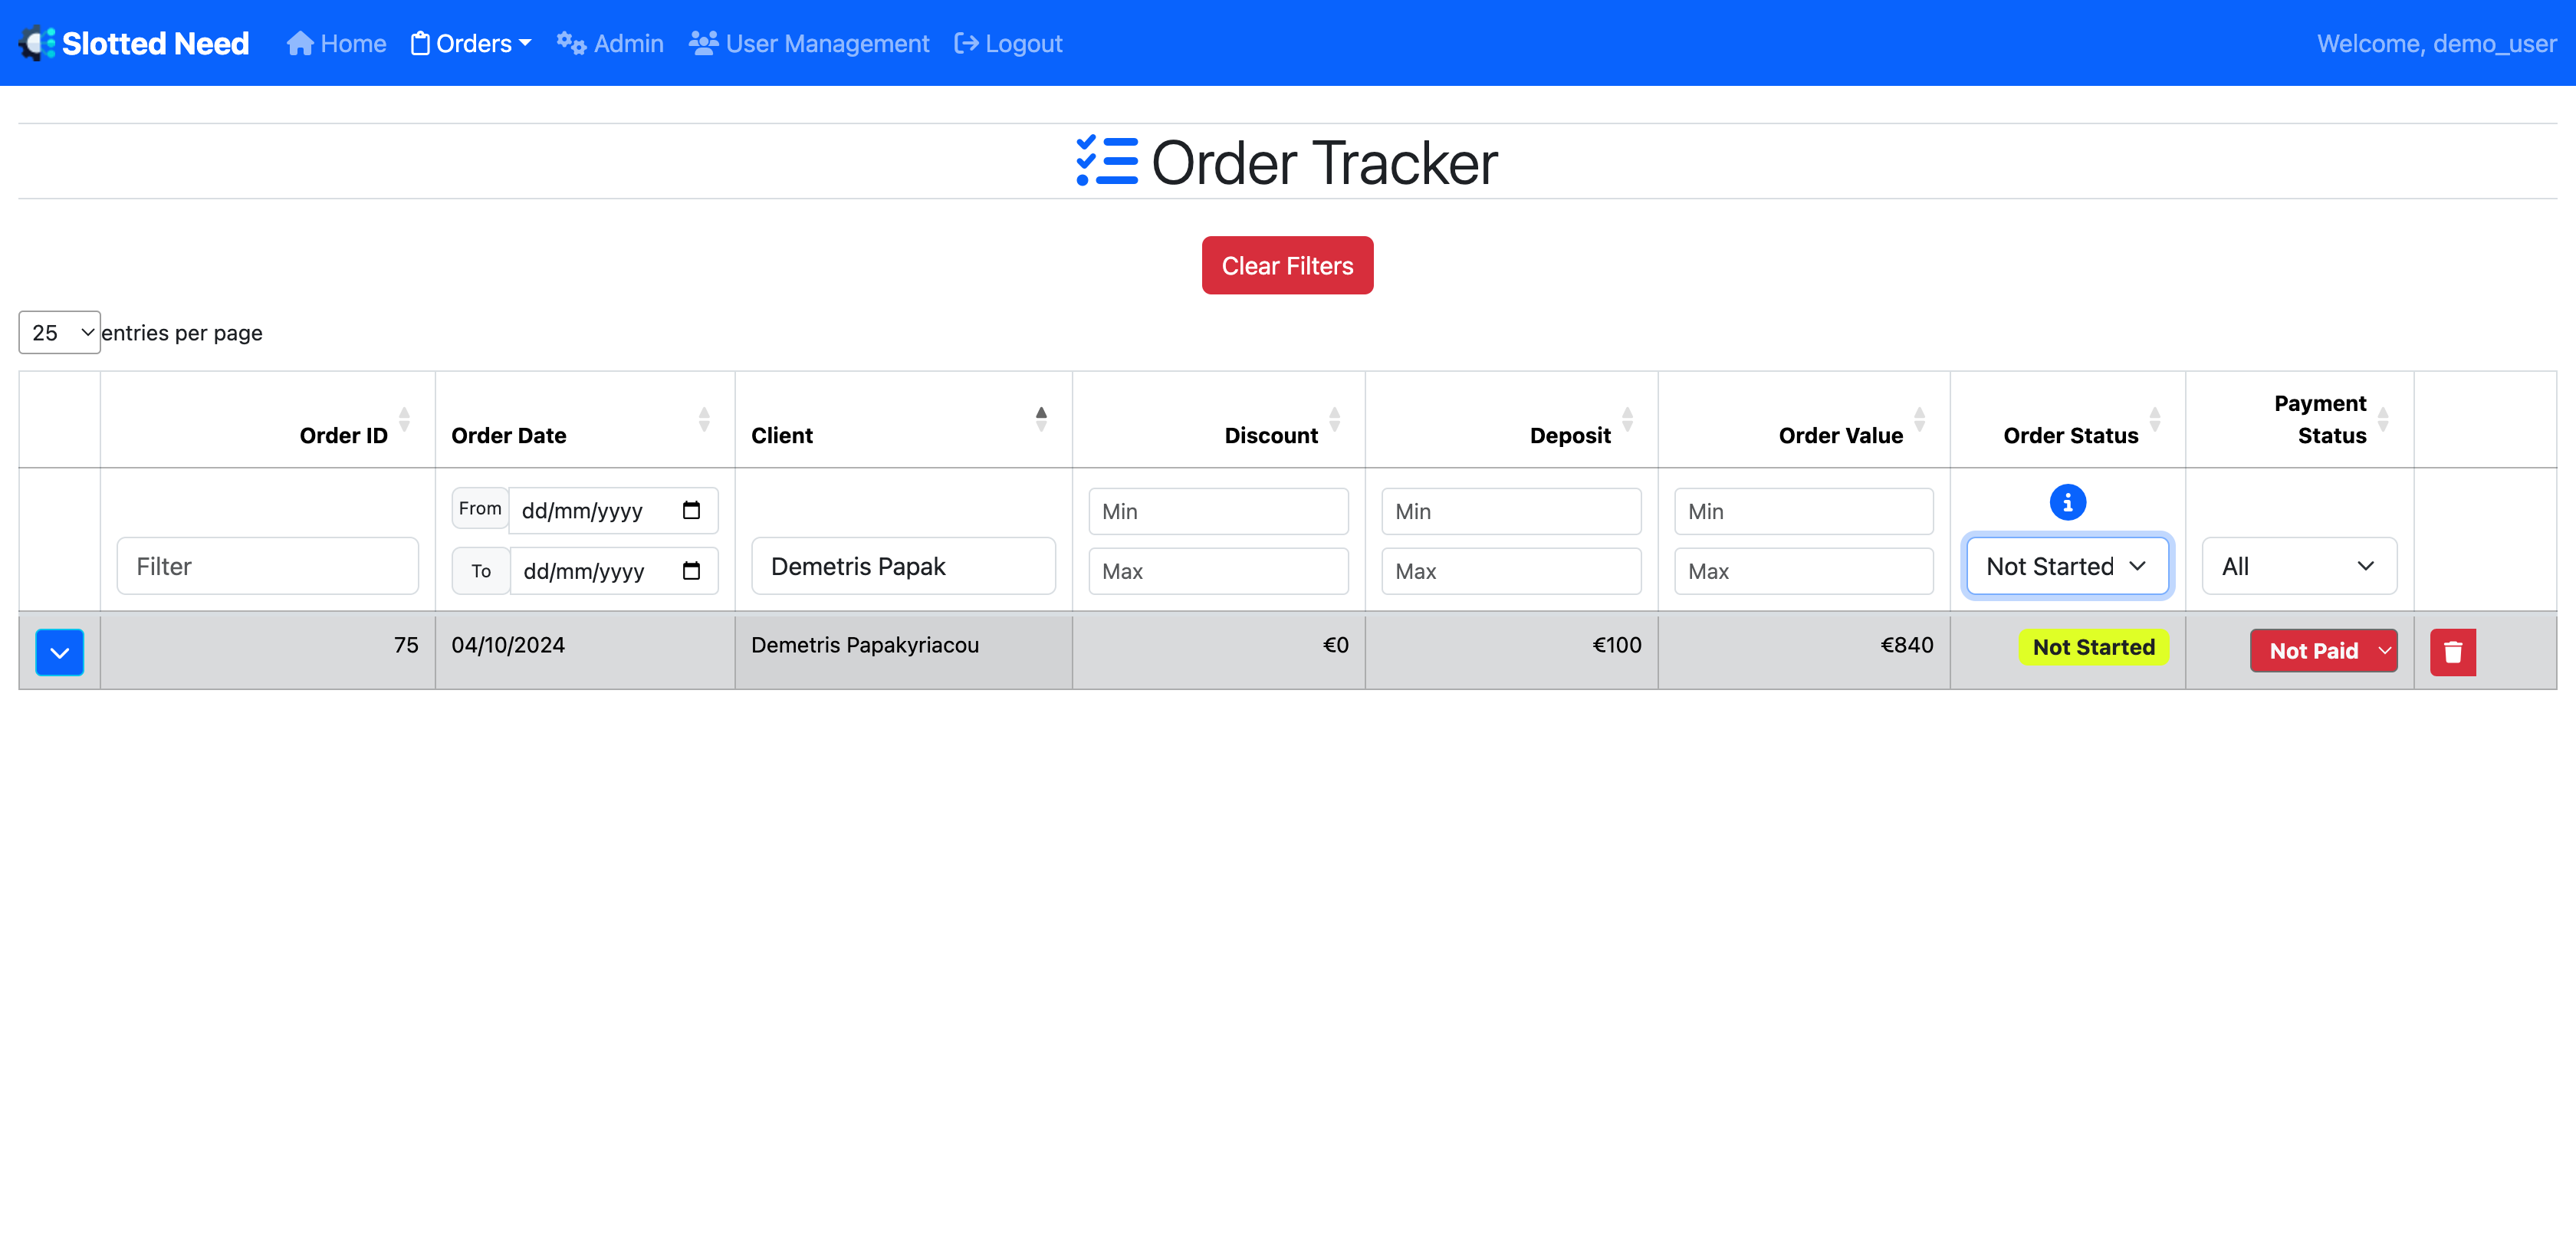 Slotted Need Home Orders Admin User Management Logout Welcome, demo_user
Order Tracker
Clear Filters
25 entries per page
Order ID Order Date Client Discount Deposit Order Value Order Status Payment Status
From dd/mm/yyyy Min Min Min
Filter To dd/mm/yyyy Demetris Papak Max Max Max Not Started All
75 04/10/2024 Demetris Papakyriacou €0 €100 €840 Not Started Not Paid